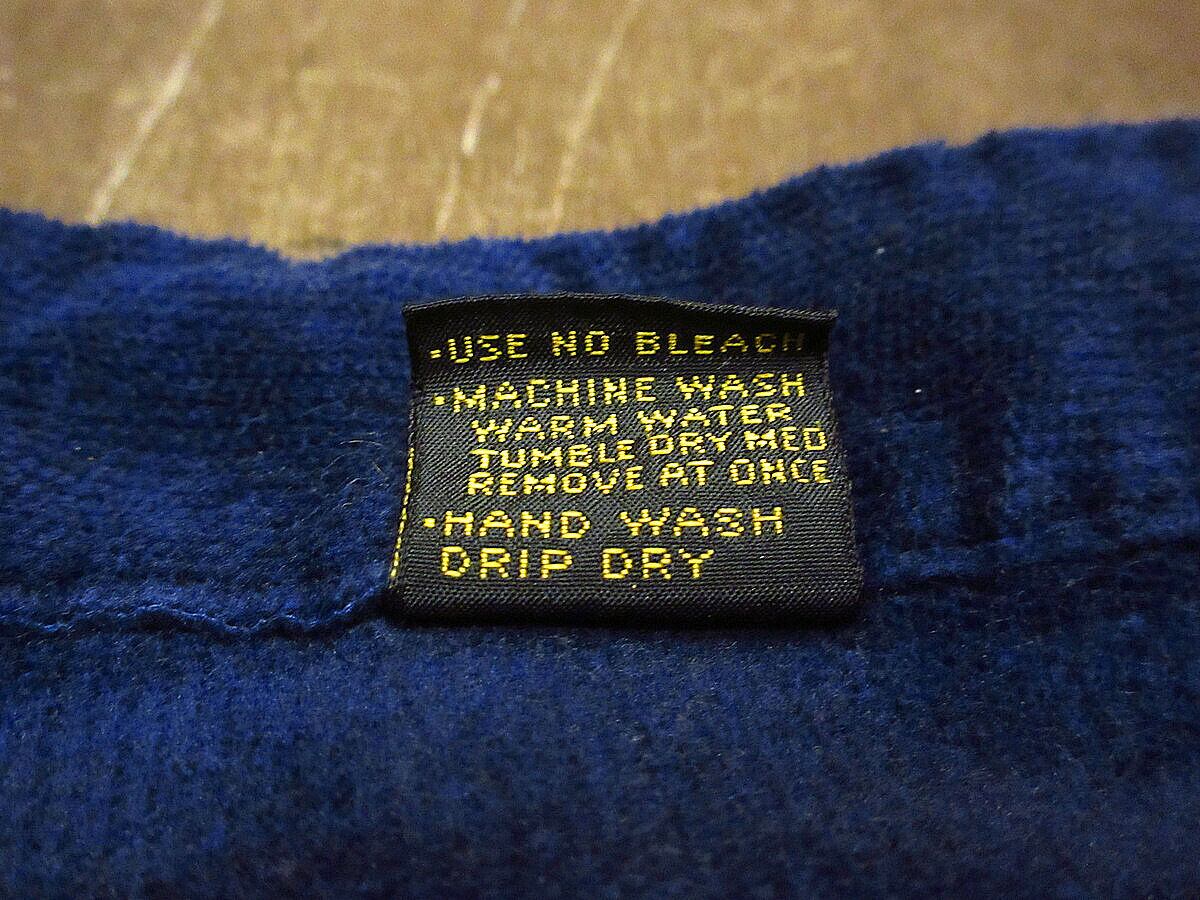 •USE NO BLEACH
•MACHINE WASH
WARM WATER
TUMBLE DRY MED
REMOVE AT ONCE
•HAND WASH
DRIP DRY